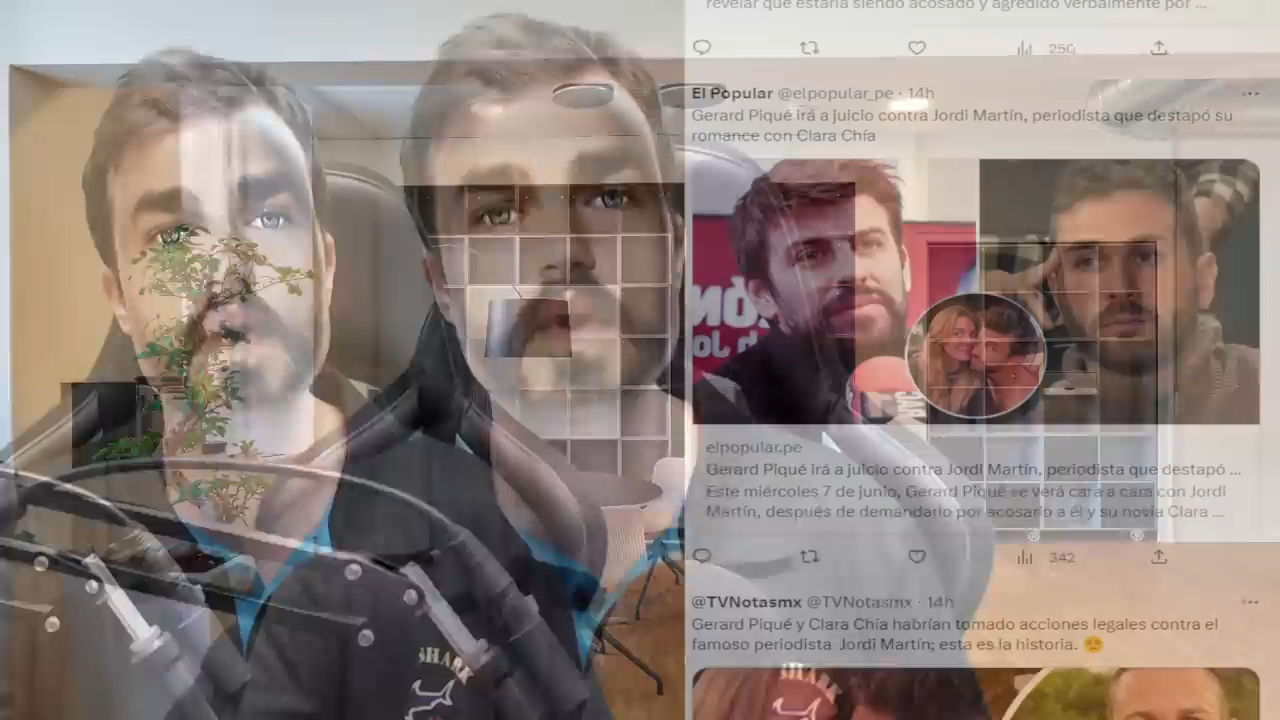 revelar que estaría siendo acosado y agredido verbalmente por ...
250
El Popular @elpopular_pe · 14h
Gerard Piqué irá a juicio contra Jordi Martín, periodista que destapó su
romance con Clara Chía
elpopular.pe
Gerard Piqué irá a juicio contra Jordi Martín, periodista que destapó ...
Este miércoles 7 de junio, Gerard Piqué se verá cara a cara con Jordi
Martín, después de demandarlo por acosarlo a él y su novia Clara ...
342
@TVNotasmx @TVNotasmx · 14h
Gerard Piqué y Clara Chía habrían tomado acciones legales contra el
famoso periodista Jordi Martín; esta es la historia. 😔
SHARK
SHARK